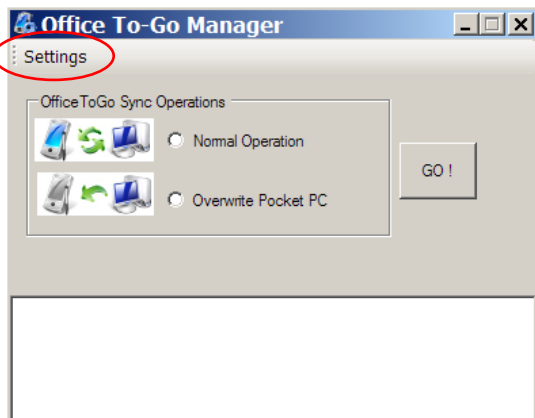 Office To-Go Manager
Settings
OfficeToGo Sync Operations
Normal Operation
Overwrite Pocket PC
GO !